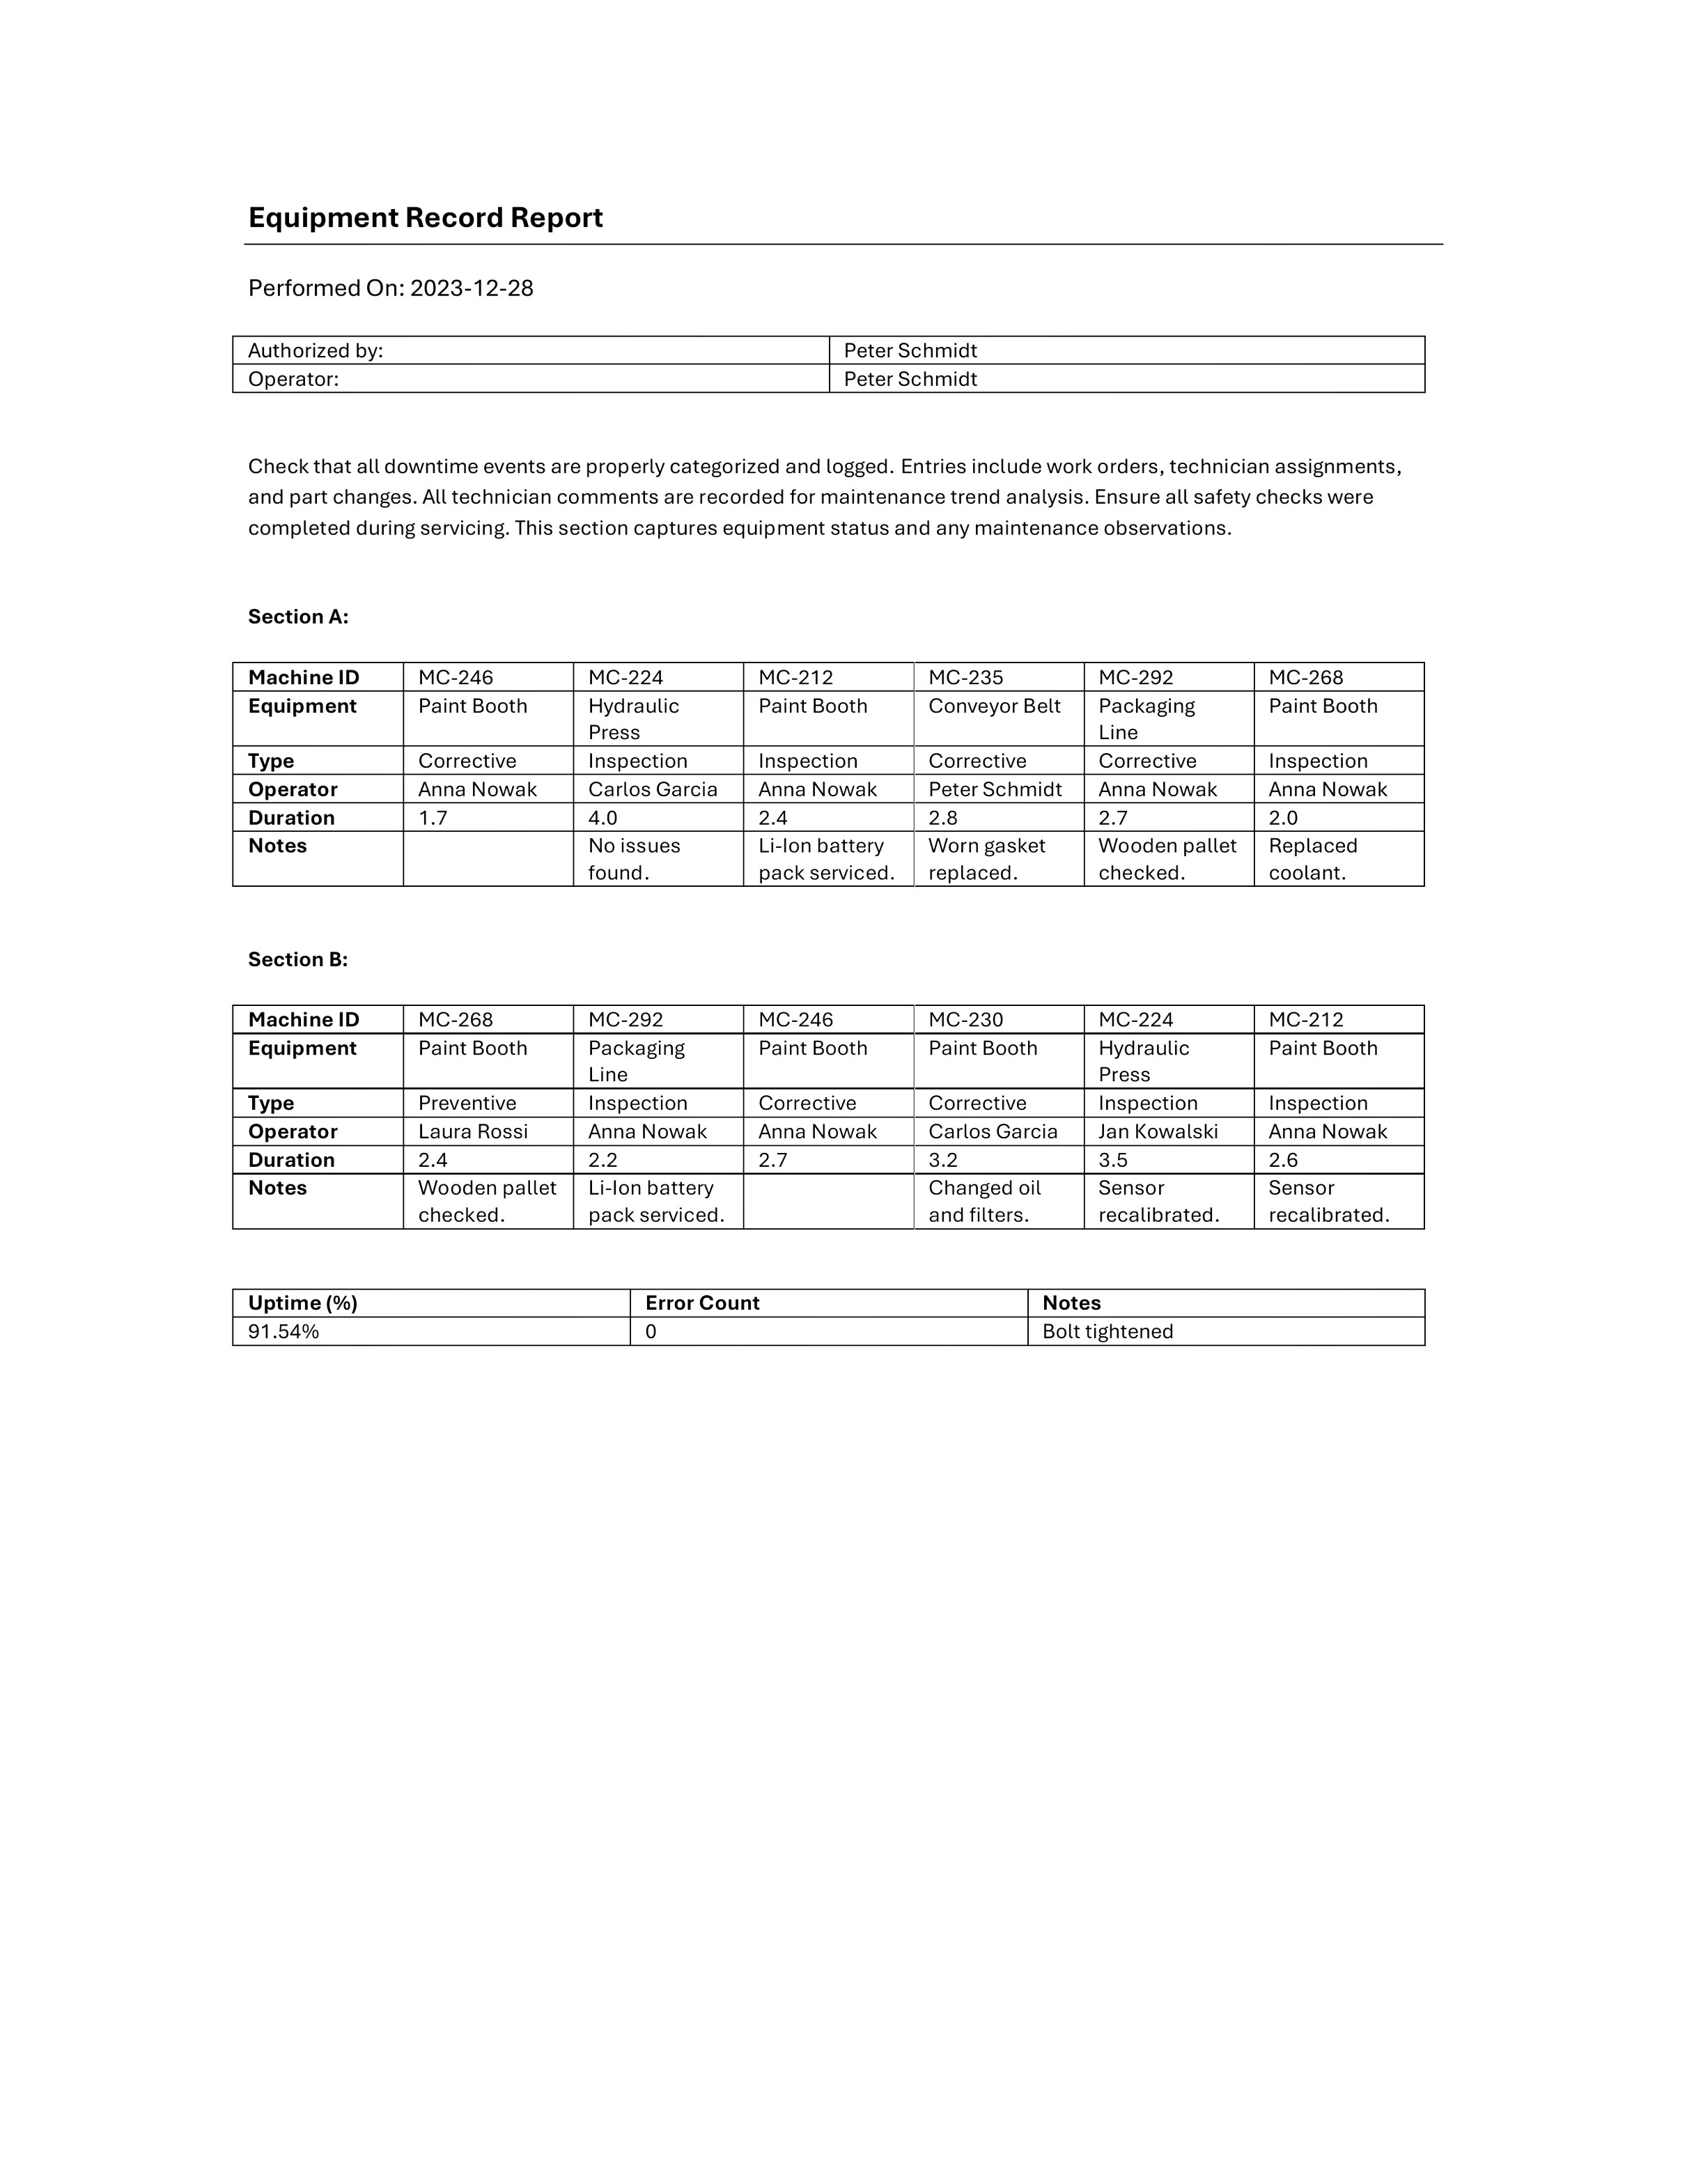 Equipment Record Report
Performed On: 2023-12-28
Authorized by: Peter Schmidt
Operator: Peter Schmidt
Check that all downtime events are properly categorized and logged. Entries include work orders, technician assignments,
and part changes. All technician comments are recorded for maintenance trend analysis. Ensure all safety checks were
completed during servicing. This section captures equipment status and any maintenance observations.
Section A:
Machine ID MC-246 MC-224 MC-212 MC-235 MC-292 MC-268
Equipment Paint Booth Hydraulic Paint Booth Conveyor Belt Packaging Paint Booth
Press Line
Type Corrective Inspection Inspection Corrective Corrective Inspection
Operator Anna Nowak Carlos Garcia Anna Nowak Peter Schmidt Anna Nowak Anna Nowak
Duration 1.7 4.0 2.4 2.8 2.7 2.0
Notes No issues Li-Ion battery Worn gasket Wooden pallet Replaced
found. pack serviced. replaced. checked. coolant.
Section B:
Machine ID MC-268 MC-292 MC-246 MC-230 MC-224 MC-212
Equipment Paint Booth Packaging Paint Booth Paint Booth Hydraulic Paint Booth
Line Press
Type Preventive Inspection Corrective Corrective Inspection Inspection
Operator Laura Rossi Anna Nowak Anna Nowak Carlos Garcia Jan Kowalski Anna Nowak
Duration 2.4 2.2 2.7 3.2 3.5 2.6
Notes Wooden pallet Li-Ion battery Changed oil Sensor Sensor
checked. pack serviced. and filters. recalibrated. recalibrated.
Uptime (%) Error Count Notes
91.54% 0 Bolt tightened